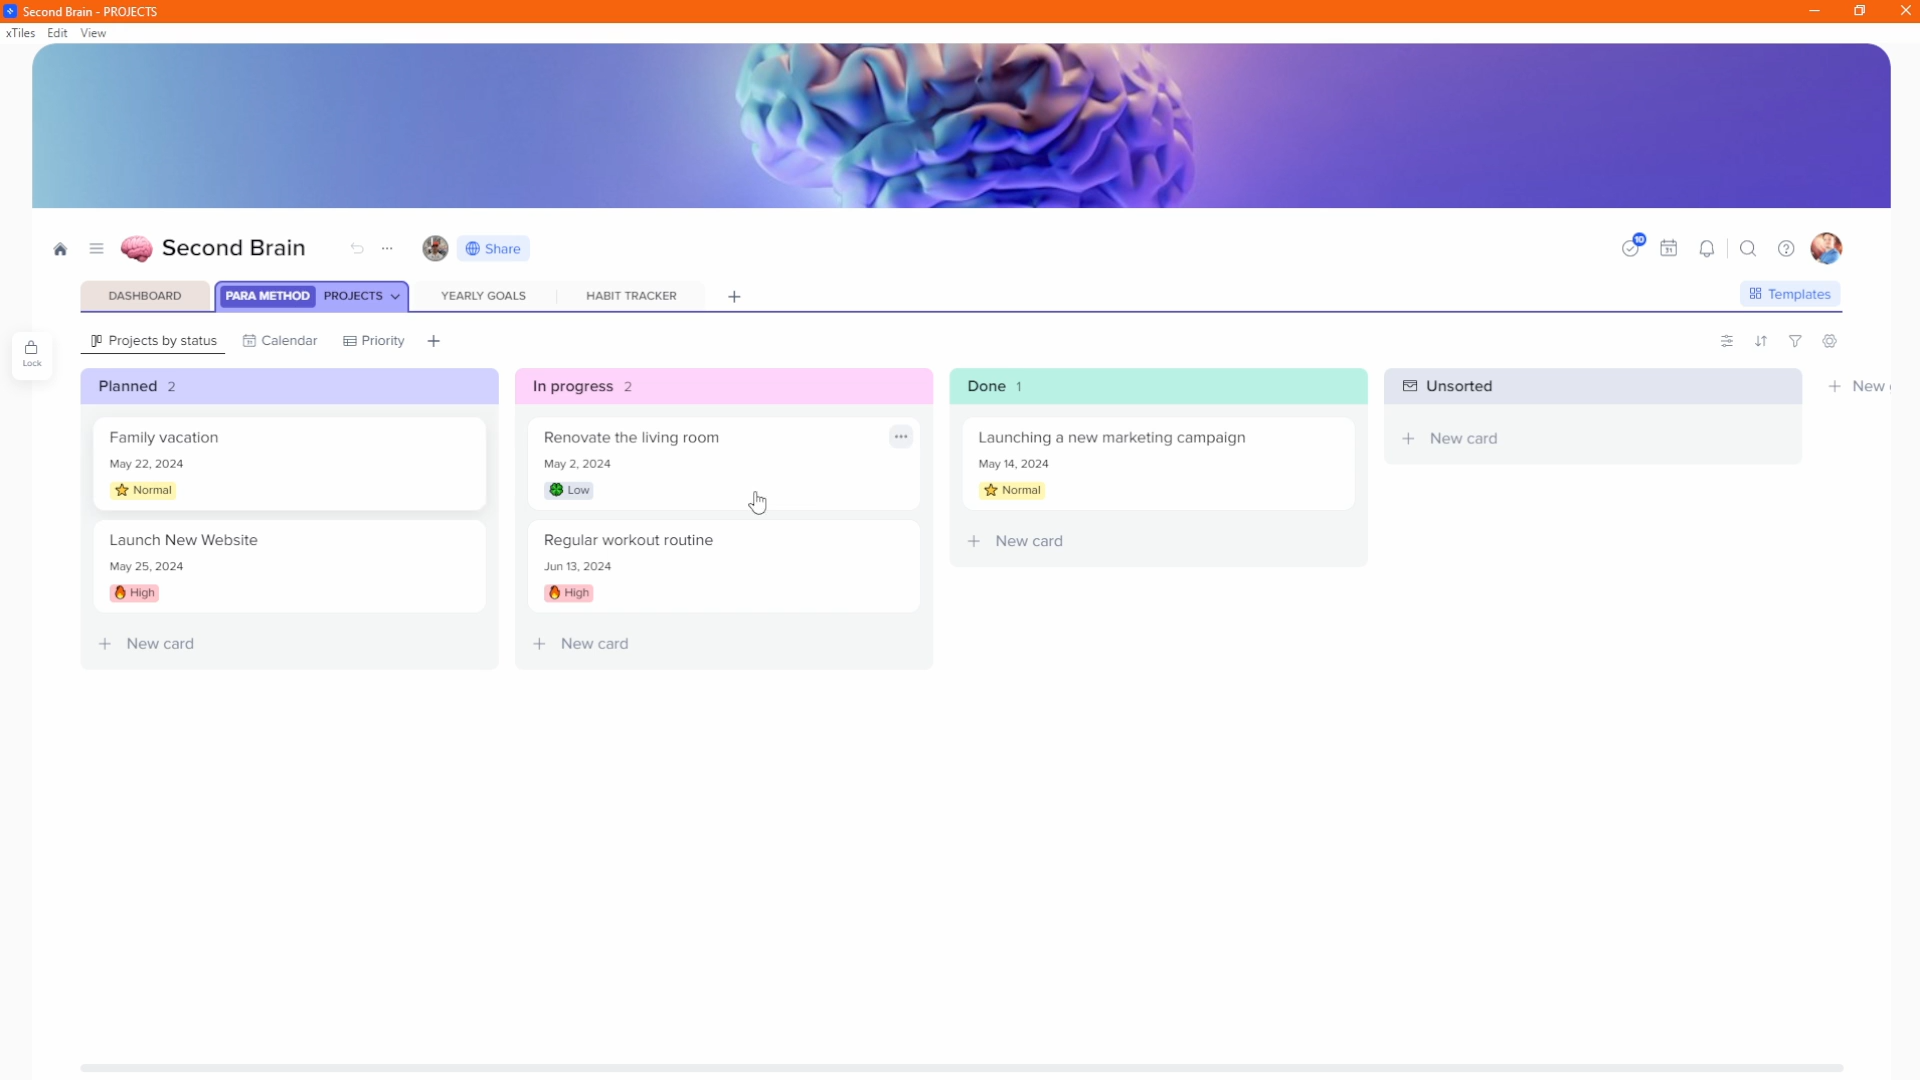 Second Brain - PROJECTS
xTiles Edit View
Second Brain
Share
10
31
DASHBOARD
PARA METHOD PROJECTS
YEARLY GOALS
HABIT TRACKER
Templates
Lock
Projects by status
Calendar
Priority
Planned 2
Family vacation
May 22, 2024
Normal
Launch New Website
May 25, 2024
High
New card
In progress 2
Renovate the living room
May 2, 2024
Low
Regular workout routine
Jun 13, 2024
High
New card
Done 1
Launching a new marketing campaign
May 14, 2024
Normal
New card
Unsorted
New card
New